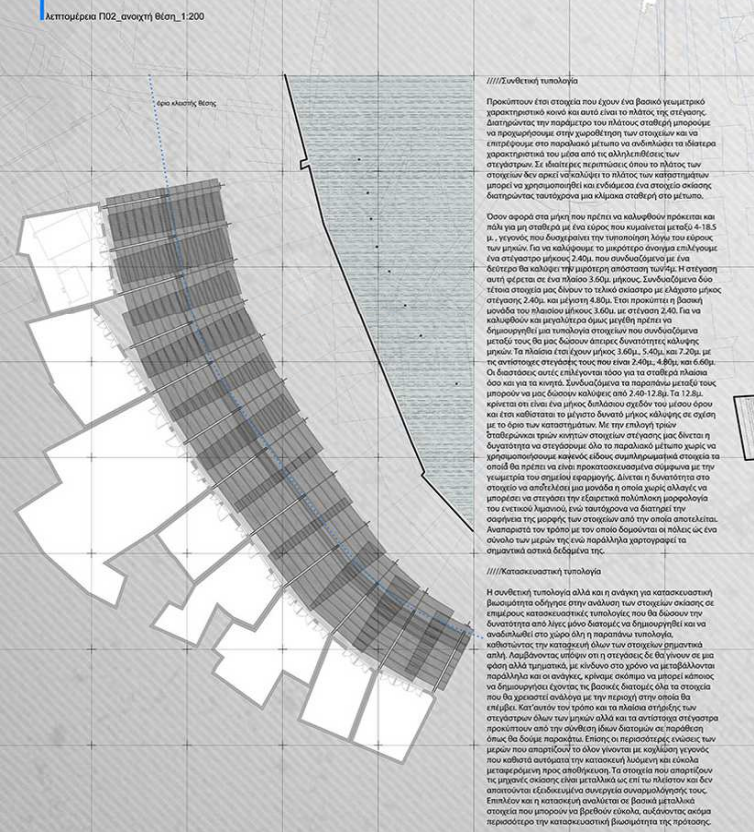 λεπτομέρεια Π02_ανοιχτή θέση_1:200
όριο κλειστής θέσης
/////Συνθετική τυπολογία
Προκύπτουν έτσι στοιχεία που έχουν ένα βασικό γεωμετρικό
χαρακτηριστικό κοινό και αυτό είναι το πλάτος της στέγασης.
Διατηρώντας την παράμετρο του πλάτους σταθερή μπορούμε
να προχωρήσουμε στην χωροθέτηση των στοιχείων και να
επιτρέψουμε στο παραλιακό μέτωπο να αναδιπλώσει τα ιδιαίτερα
χαρακτηριστικά του μέσα από τις αλληλεπιθέσεις των
στεγάστρων. Σε ιδιαίτερες περιπτώσεις όπου το πλάτος των
στοιχείων δεν αρκεί να καλύψει το πλάτος των καταστημάτων
μπορεί να χρησιμοποιηθεί και ενδιάμεσα ένα στοιχείο σκίασης
διατηρώντας ταυτόχρονα μια κλίμακα σταθερή στο μέτωπο.
Όσον αφορά στα μήκη που πρέπει να καλυφθούν πρόκειται και
πάλι για μη σταθερά με ένα εύρος που κυμαίνεται μεταξύ 4-18.5
μ. , γεγονός που δυσχεραίνει την τυποποίηση λόγω του εύρους
των μηκών. Για να καλύψουμε το μικρότερο άνοιγμα επιλέγουμε
ένα στέγαστρο μήκους 2.40μ. που συνδυαζόμενο με ένα
δεύτερο θα καλύψει την μιρότερη απόσταση των 4μ. Η στέγαση
αυτή φέρεται σε ένα πλαίσιο 3.60μ. μήκους. Συνδυαζόμενα δύο
τέτοια στοιχεία μας δίνουν το τελικό σκίαστρο με ελάχιστο μήκος
στέγασης 2.40μ. και μέγιστη 4.80μ. Έτσι προκύπτει η βασική
μονάδα του πλαισίου μήκους 3.60μ. με στέγαση 2.40. Για να
καλυφθούν και μεγαλύτερα όμως μεγέθη πρέπει να
δημιουργηθεί μια τυπολογία στοιχείων που συνδυαζόμενα
μεταξύ τους θα μας δώσουν άπειρες δυνατότητες κάλυψης
μηκών. Τα πλαίσια έτσι έχουν μήκος 3.60μ., 5.40μ. και 7.20μ. με
τις αντίστοιχες στεγάσεις τους που είναι 2.40μ., 4.80μ, και 6.60μ.
Οι διαστάσεις αυτές επιλέγονται τόσο για τα σταθερά πλαίσια
όσο και για τα κινητά. Συνδυαζόμενα τα παραπάνω μεταξύ τους
μπορούν να μας δώσουν καλύψεις από 2.40-12.8μ. Τα 12.8μ.
κρίνεται οτι είναι ένα μήκος διπλάσιο σχεδόν του μέσου όρου
και έτσι καθίσταται το μέγιστο δυνατό μήκος κάλυψης σε σχέση
με το όριο των καταστημάτων. Με την επιλογή τριών
σταθερών και τριών κινητών στοιχείων στέγασης μας δίνεται η
δυνατότητα να στεγάσουμε όλο το παραλιακό μέτωπο χωρίς να
χρησιμοποιήσουμε κανενός είδους συμπληρωματικά στοιχεία τα
οποία θα πρέπει να είναι προκατασκευασμένα σύμφωνα με την
γεωμετρία του σημείου εφαρμογής. Δίνεται η δυνατότητα στο
στοιχείο να αποτελέσει μια μονάδα η οποία χωρίς αλλαγές να
μπορέσει να στεγάσει την εξαιρετικά πολύπλοκη μορφολογία
του ενετικού λιμανιού, ενώ ταυτόχρονα να διατηρεί την
σαφήνεια της μορφής των στοιχείων από την οποία αποτελείται.
Αναπαριστά τον τρόπο με τον οποίο δομούνται οι πόλεις ώς ένα
σύνολο των μερών της ενώ παράλληλα χαρτογραφεί τα
σημαντικά αστικά δεδομένα της.
/////Κατασκευαστική τυπολογία
Η συνθετική τυπολογία αλλά και η ανάγκη για κατασκευαστική
βιωσιμότητα οδήγησε στην ανάλυση των στοιχείων σκίασης σε
επιμέρους κατασκευαστικές τυπολογίες που θα δώσουν την
δυνατότητα από λίγες μόνο διατομές να δημιουργηθεί και να
αναδιπλωθεί στο χώρο όλη η παραπάνω τυπολογία,
καθιστώντας την κατασκευή όλων των στοιχείων σημαντικά
απλή. Λαμβάνοντας υπόψιν οτι η στεγάσεις δε θα γίνουν σε μια
φάση αλλά τμηματικά, με κίνδυνο στο χρόνο να μεταβάλλονται
παράλληλα και οι ανάγκες, κρίναμε σκόπιμο να μπορεί κάποιος
να δημιουργήσει έχοντας τις βασικές διατομές όλα τα στοιχεία
που θα χρειαστεί ανάλογα με την περιοχή στην οποία θα
επέμβει. Κατ'αυτόν τον τρόπο και τα πλαίσια στήριξης των
στεγάστρων όλων των μηκών αλλά και τα αντίστοιχα στέγαστρα
προκύπτουν από την σύνθεση ίδιων διατομών σε παράθεση
όπως θα δούμε παρακάτω. Επίσης οι περισσότερες ενώσεις των
μερών που απαρτίζουν το όλον γίνονται με κοχλίωση γεγονός
που καθιστά αυτόματα την κατασκευή λυόμενη και εύκολα
μεταφερόμενη προς αποθήκευση. Τα στοιχεία που απαρτίζουν
τις μηχανές σκίασης είναι μεταλλικά ως επί τω πλείστον και δεν
απαιτούνται εξειδικευμένα συνεργεία συναρμολόγησής τους.
Επιπλέον και η κατασκευή αναλύεται σε βασικά μεταλλικά
στοιχεία που μπορούν να βρεθούν εύκολα, αυξάνοντας ακόμα
περισσότερο την κατασκευαστική βιωσιμότητα της πρότασης.